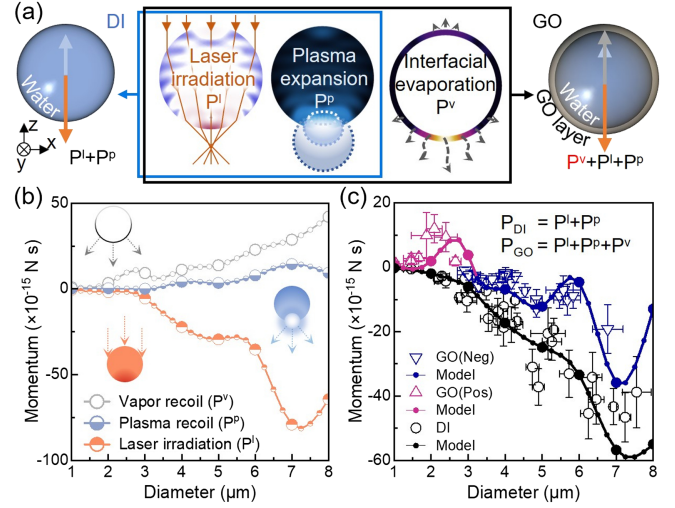 (a)
DI
Water
z
x
y
P^l+P^p
Laser
irradiation
P^l
Plasma
expansion
P^p
Interfacial
evaporation
P^v
GO
Water
GO layer
P^v+P^l+P^p
(b)
50
0
-50
-100
Momentum (×10^-15 N s)
Vapor recoil (P^v)
Plasma recoil (P^p)
Laser irradiation (P^l)
1 2 3 4 5 6 7 8
Diameter (μm)
(c)
20
0
-20
-40
-60
Momentum (×10^-15 N s)
P_DI = P^l+P^p
P_GO = P^l+P^p+P^v
GO(Neg)
Model
GO(Pos)
Model
DI
Model
1 2 3 4 5 6 7 8
Diameter (μm)